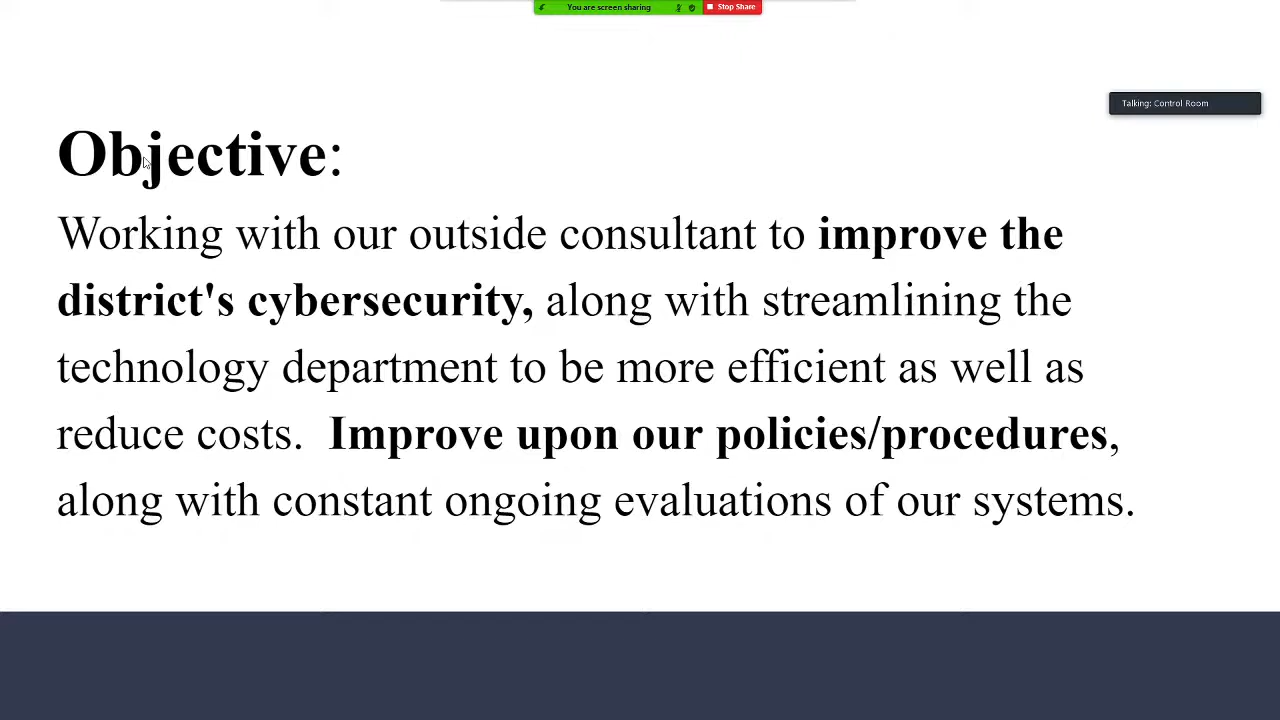 You are screen sharing Stop Share
Talking: Control Room
Objective:
Working with our outside consultant to improve the
district's cybersecurity, along with streamlining the
technology department to be more efficient as well as
reduce costs.  Improve upon our policies/procedures,
along with constant ongoing evaluations of our systems.